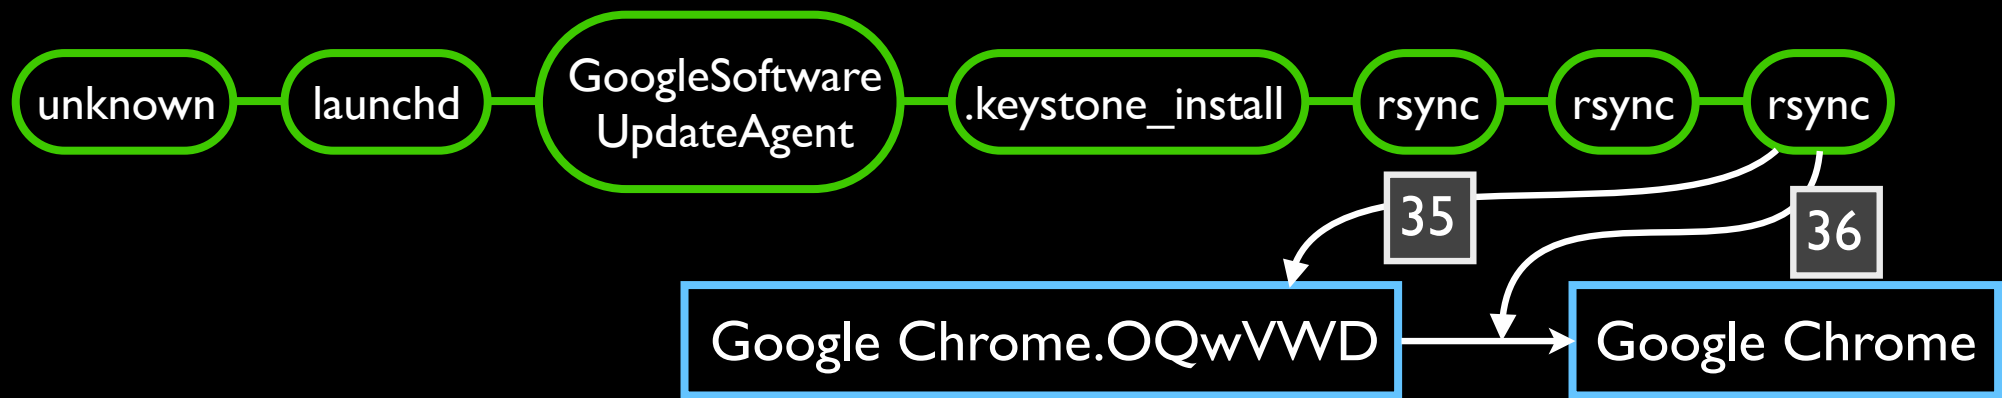 unknown
launchd
GoogleSoftware
UpdateAgent
.keystone_install
rsync
rsync
rsync
35
36
Google Chrome.OQwVWD
Google Chrome